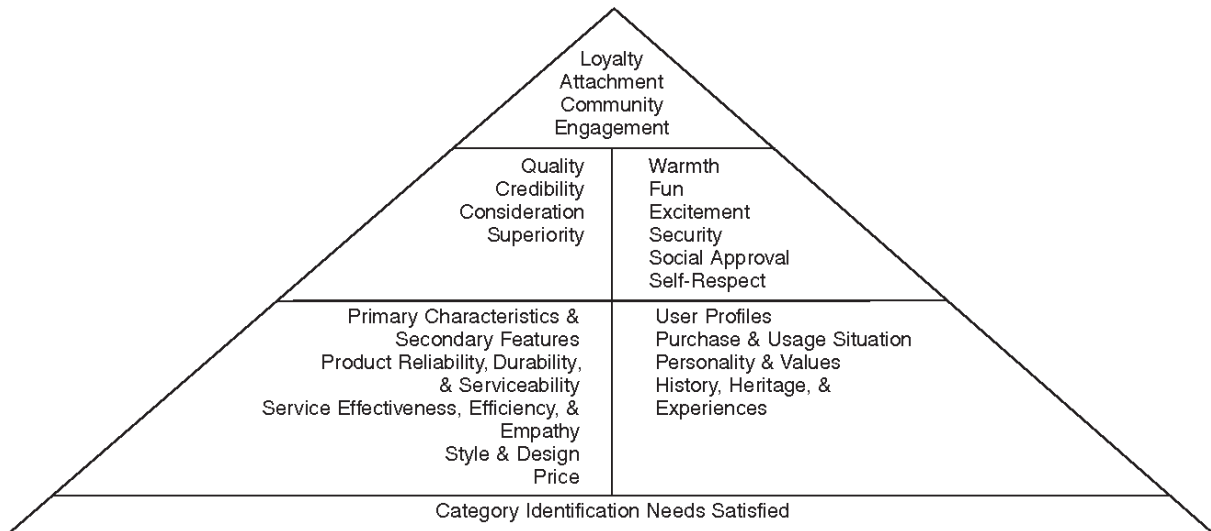 Loyalty
Attachment
Community
Engagement
Quality
Credibility
Consideration
Superiority
Warmth
Fun
Excitement
Security
Social Approval
Self-Respect
Primary Characteristics &
Secondary Features
Product Reliability, Durability,
& Serviceability
Service Effectiveness, Efficiency, &
Empathy
Style & Design
Price
User Profiles
Purchase & Usage Situation
Personality & Values
History, Heritage, &
Experiences
Category Identification Needs Satisfied